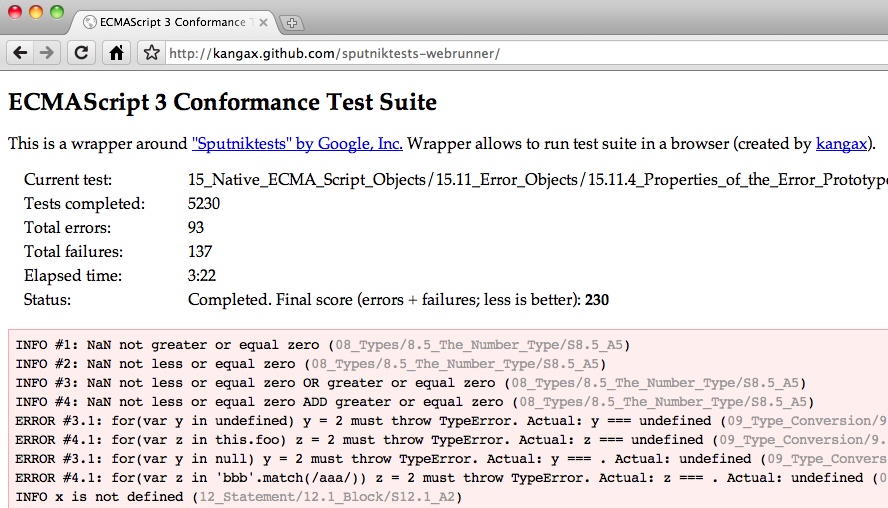 ECMAScript 3 Conformance T
http://kangax.github.com/sputniktests-webrunner/
ECMAScript 3 Conformance Test Suite
This is a wrapper around "Sputniktests" by Google, Inc. Wrapper allows to run test suite in a browser (created by kangax).
Current test: 15_Native_ECMA_Script_Objects/15.11_Error_Objects/15.11.4_Properties_of_the_Error_Prototype
Tests completed: 5230
Total errors: 93
Total failures: 137
Elapsed time: 3:22
Status: Completed. Final score (errors + failures; less is better): 230
INFO #1: NaN not greater or equal zero (08_Types/8.5_The_Number_Type/S8.5_A5)
INFO #2: NaN not less or equal zero (08_Types/8.5_The_Number_Type/S8.5_A5)
INFO #3: NaN not less or equal zero OR greater or equal zero (08_Types/8.5_The_Number_Type/S8.5_A5)
INFO #4: NaN not less or equal zero ADD greater or equal zero (08_Types/8.5_The_Number_Type/S8.5_A5)
ERROR #3.1: for(var y in undefined) y = 2 must throw TypeError. Actual: y === undefined (09_Type_Conversion/9.
ERROR #4.1: for(var z in this.foo) z = 2 must throw TypeError. Actual: z === undefined (09_Type_Conversion/9.
ERROR #3.1: for(var y in null) y = 2 must throw TypeError. Actual: y === . Actual: undefined (09_Type_Convers
ERROR #4.1: for(var z in 'bbb'.match(/aaa/)) z = 2 must throw TypeError. Actual: z === . Actual: undefined (0
INFO x is not defined (12_Statement/12.1_Block/S12.1_A2)